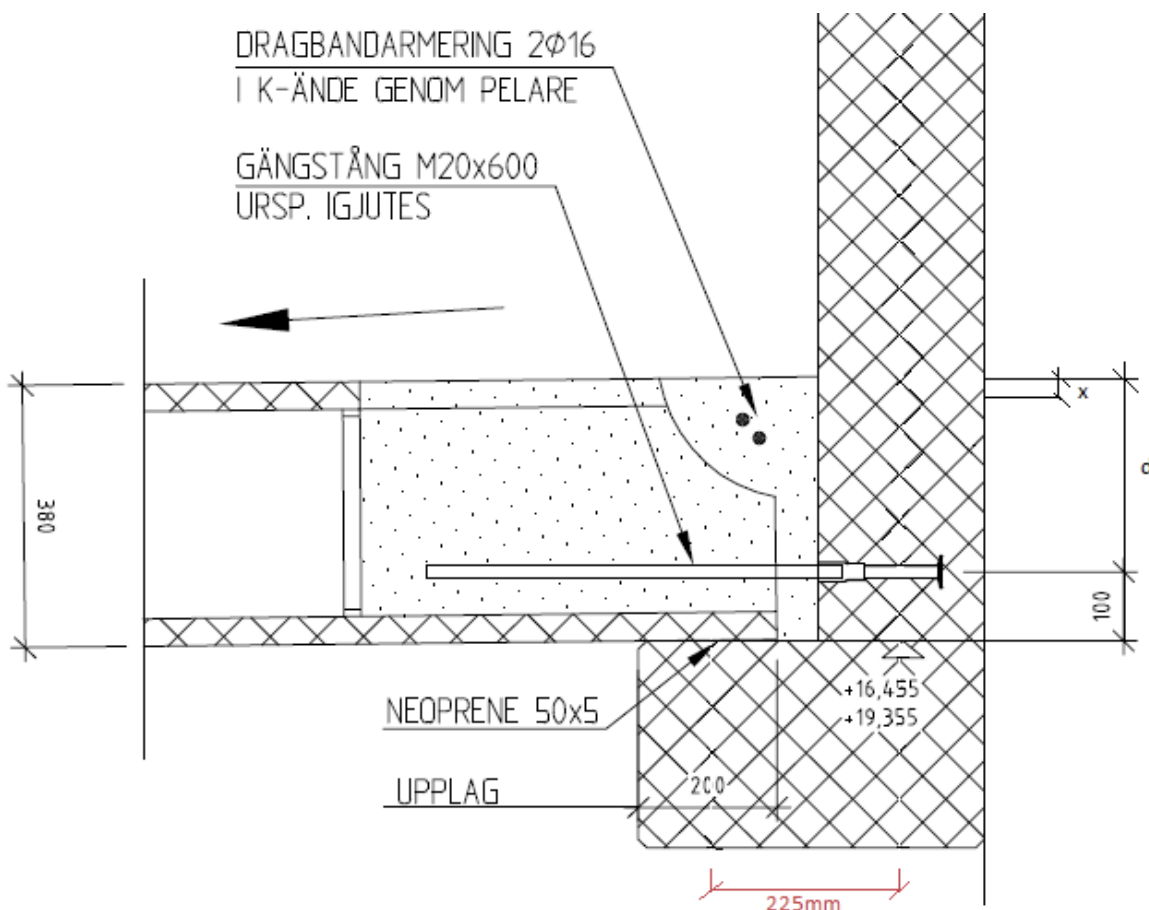 DRAGBANDARMERING 2Φ16
I K-ÄNDE GENOM PELARE
GÄNGSTÅNG M20x600
URSP. IGJUTES
x
d
380
100
NEOPRENE 50x5
+16,455
+19,355
UPPLAG
200
225mm